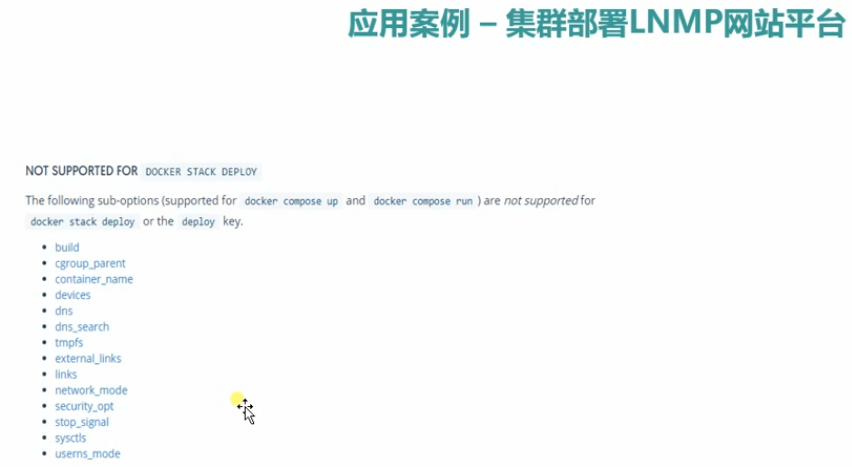 应用案例 – 集群部署LNMP网站平台
NOT SUPPORTED FOR DOCKER STACK DEPLOY
The following sub-options (supported for docker compose up and docker compose run ) are not supported for
docker stack deploy or the deploy key.
• build
• cgroup_parent
• container_name
• devices
• dns
• dns_search
• tmpfs
• external_links
• links
• network_mode
• security_opt
• stop_signal
• sysctls
• userns_mode